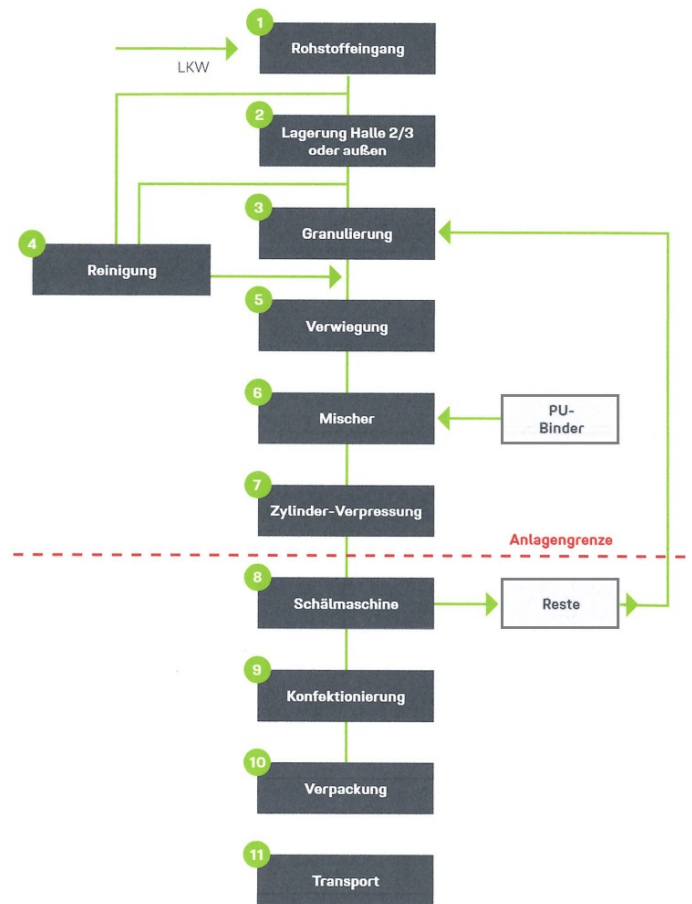 1
Rohstoffeingang
LKW
2
Lagerung Halle 2/3
oder außen
3
Granulierung
4
Reinigung
5
Verwiegung
6
Mischer
PU-
Binder
7
Zylinder-Verpressung
Anlagengrenze
8
Schälmaschine
Reste
9
Konfektionierung
10
Verpackung
11
Transport